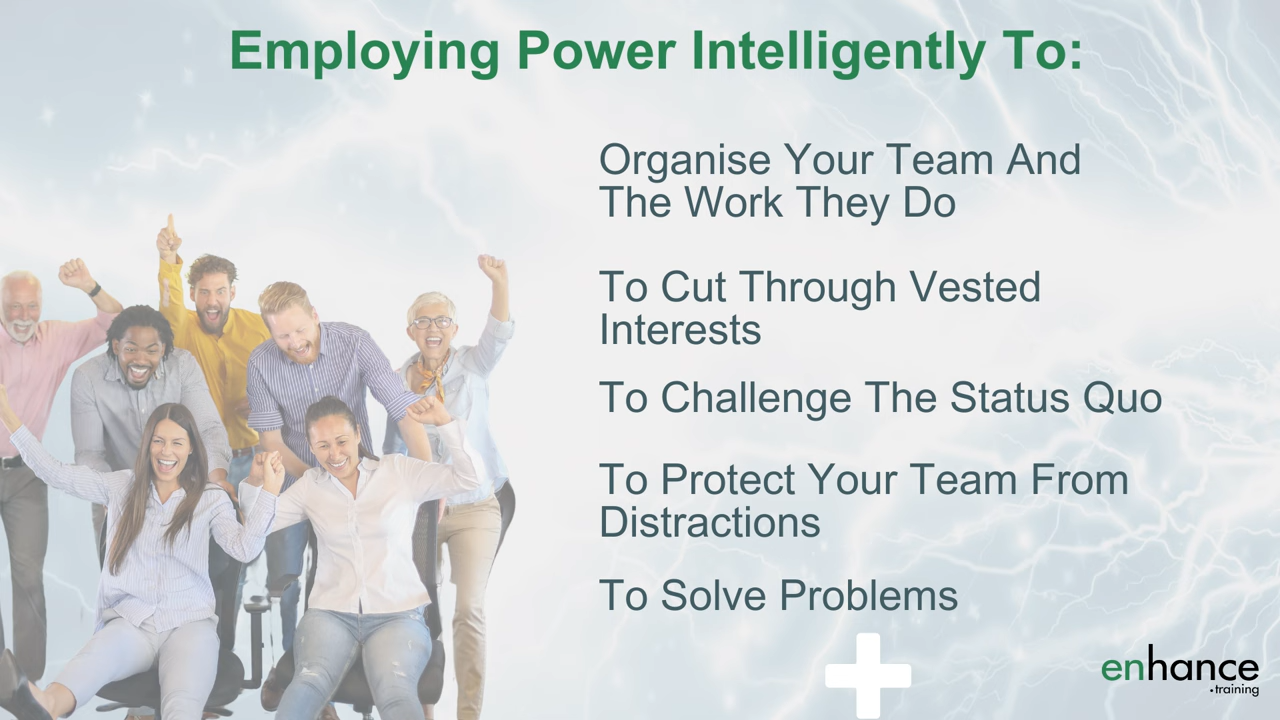 Employing Power Intelligently To:
Organise Your Team And
The Work They Do
To Cut Through Vested
Interests
To Challenge The Status Quo
To Protect Your Team From
Distractions
To Solve Problems
enhance
.training